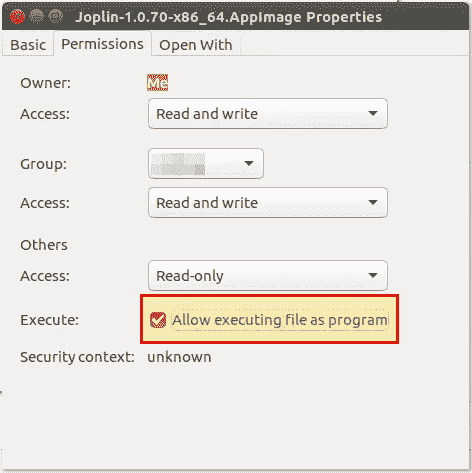 Joplin-1.0.70-x86_64.AppImage Properties
Basic Permissions Open With
Owner: Me
Access: Read and write
Group:
Access: Read and write
Others
Access: Read-only
Execute: Allow executing file as program
Security context: unknown